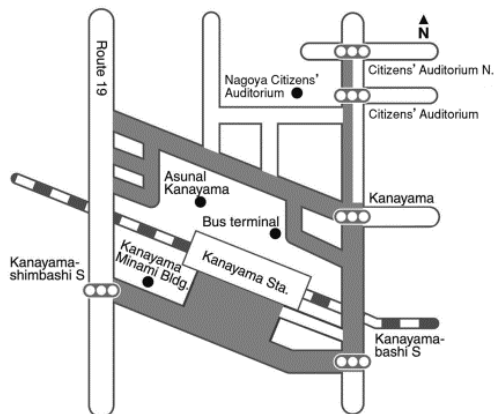 N
Route 19
Citizens' Auditorium N.
Nagoya Citizens'
Auditorium
Citizens' Auditorium
Asunal
Kanayama
Kanayama
Bus terminal
Kanayama-
shimbashi S
Kanayama
Minami Bldg.
Kanayama Sta.
Kanayama-
bashi S